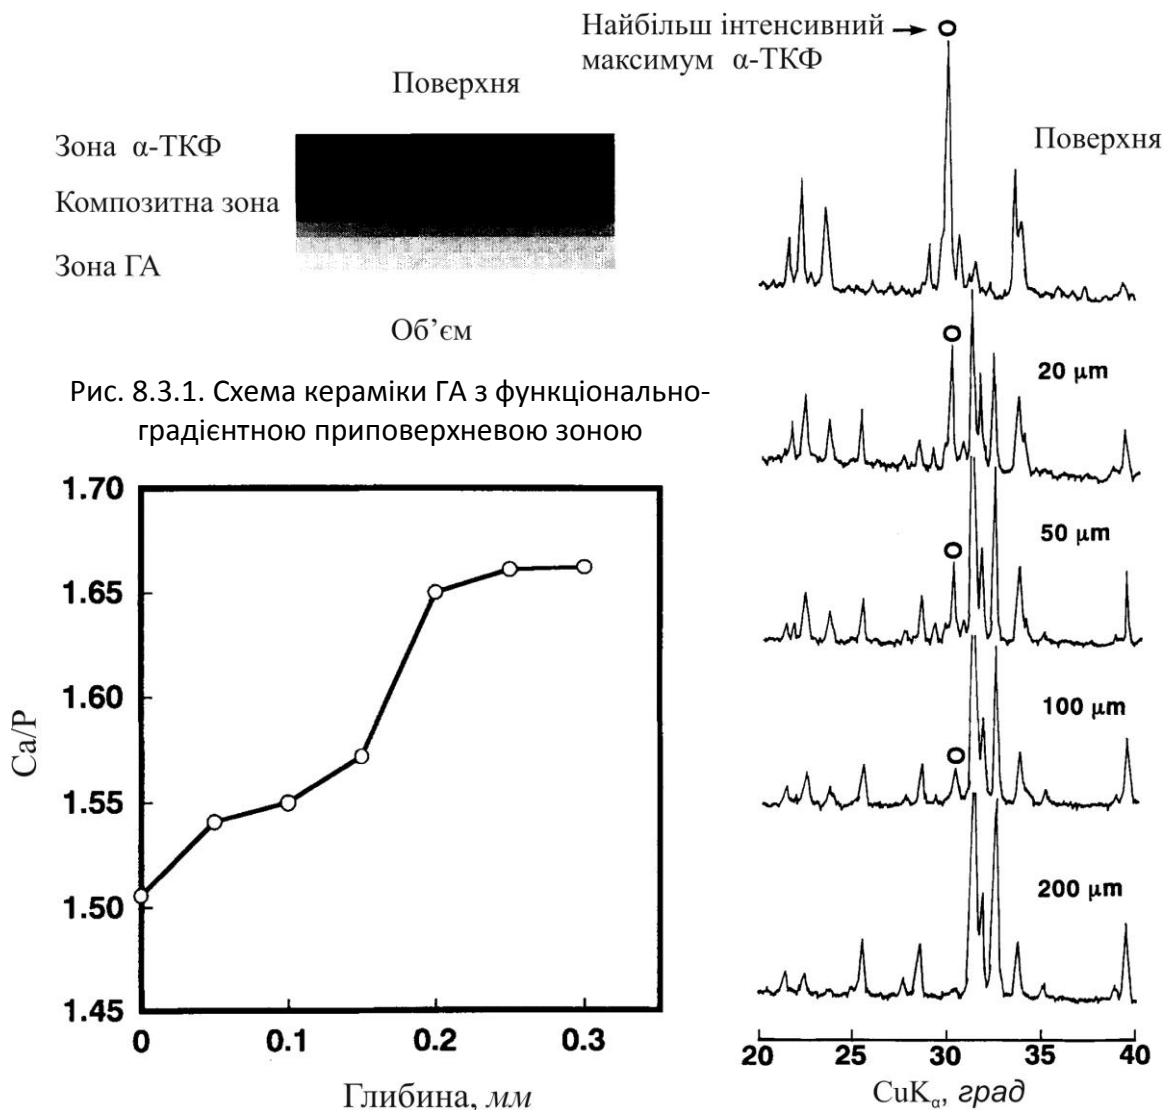 Поверхня
Зона α-ТКФ
Композитна зона
Зона ГА
Об’єм
Рис. 8.3.1. Схема кераміки ГА з функціонально-
градієнтною приповерхневою зоною
1.70
1.65
1.60
1.55
1.50
1.45
Ca/P
0
0.1
0.2
0.3
Глибина, мм
Найбільш інтенсивний
максимум α-ТКФ
Поверхня
20 µm
50 µm
100 µm
200 µm
20
25
30
35
40
CuKα, град